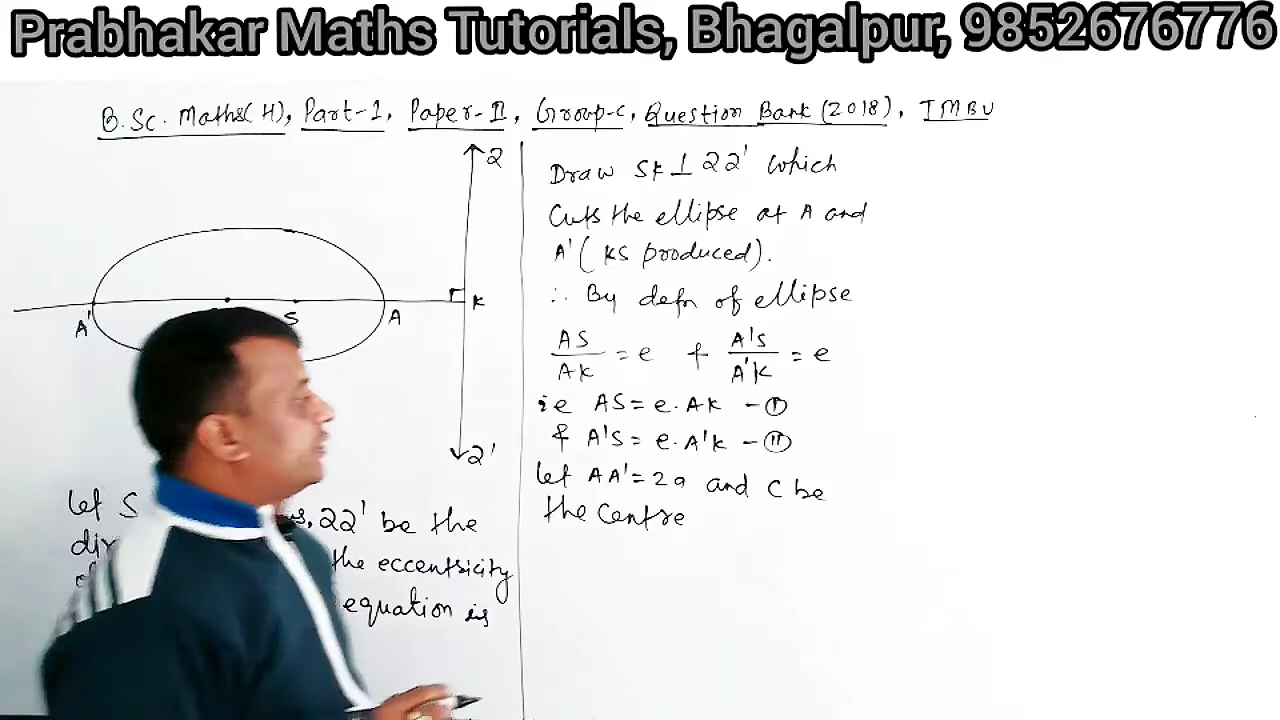 Prabhakar Maths Tutorials, Bhagalpur, 9852676776
B.Sc. Maths(H), Part-I, Paper-II, Group-C, Question Bank (2018), TMBU
Z
K
A'
S
A
Z'
Let S
ZZ' be the
the eccentricity
equation is
Draw SK ⊥ ZZ' which
Cuts the ellipse at A and
A' ( KS produced).
∴ By defn of ellipse
AS/AK = e & A'S/A'K = e
ie AS = e. AK - (I)
& A'S = e. A'K - (II)
let AA' = 2a and C be
the centre